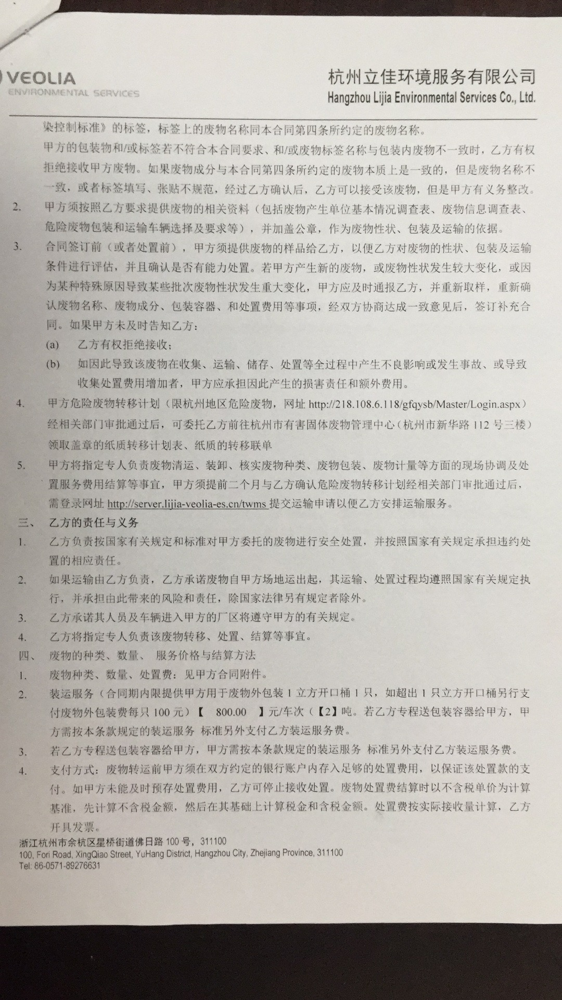 VEOLIA
ENVIRONMENTAL SERVICES
杭州立佳环境服务有限公司
Hangzhou Lijia Environmental Services Co., Ltd.
染控制标准》的标签，标签上的废物名称同本合同第四条所约定的废物名称。
甲方的包装物和/或标签若不符合本合同要求、和/或废物标签名称与包装内废物不一致时，乙方有权
拒绝接收甲方废物。如果废物成分与本合同第四条所约定的废物本质上是一致的，但是废物名称不
一致，或者标签填写、张贴不规范，经过乙方确认后，乙方可以接受该废物，但是甲方有义务整改。
2. 甲方须按照乙方要求提供废物的相关资料（包括废物产生单位基本情况调查表、废物信息调查表、
危险废物包装和运输车辆选择及要求等），并加盖公章，作为废物性状、包装及运输的依据。
3. 合同签订前（或者处置前），甲方须提供废物的样品给乙方，以便乙方对废物的性状、包装及运输
条件进行评估，并且确认是否有能力处置。若甲方产生新的废物，或废物性状发生较大变化，或因
为某种特殊原因导致某些批次废物性状发生重大变化，甲方应及时通报乙方，并重新取样，重新确
认废物名称、废物成分、包装容器、和处置费用等事项，经双方协商达成一致意见后，签订补充合
同。如果甲方未及时告知乙方：
(a) 乙方有权拒绝接收；
(b) 如因此导致该废物在收集、运输、储存、处置等全过程中产生不良影响或发生事故、或导致
收集处置费用增加者，甲方应承担因此产生的损害责任和额外费用。
4. 甲方危险废物转移计划（限杭州地区危险废物，网址 http://218.108.6.118/gfqysb/Master/Login.aspx）
经相关部门审批通过后，可委托乙方前往杭州市有害固体废物管理中心（杭州市新华路 112 号三楼）
领取盖章的纸质转移计划表、纸质的转移联单
5. 甲方将指定专人负责废物清运、装卸、核实废物种类、废物包装、废物计量等方面的现场协调及处
置服务费用结算等事宜，甲方须提前二个月与乙方确认危险废物转移计划经相关部门审批通过后，
需登录网址 http://server.lijia-veolia-es.cn/twms 提交运输申请以便乙方安排运输服务。
三、 乙方的责任与义务
1. 乙方负责按国家有关规定和标准对甲方委托的废物进行安全处置，并按照国家有关规定承担违约处
置的相应责任。
2. 如果运输由乙方负责，乙方承诺废物自甲方场地运出起，其运输、处置过程均遵照国家有关规定执
行，并承担由此带来的风险和责任，除国家法律另有规定者除外。
3. 乙方承诺其人员及车辆进入甲方的厂区将遵守甲方的有关规定。
4. 乙方将指定专人负责该废物转移、处置、结算等事宜。
四、 废物的种类、数量、 服务价格与结算方法
1. 废物种类、数量、处置费：见甲方合同附件。
2. 装运服务（合同期内限提供甲方用于废物外包装 1 立方开口桶 1 只，如超出 1 只立方开口桶另行支
付废物外包装费每只 100 元）【 800.00 】元/车次（【2】吨。若乙方专程送包装容器给甲方，甲
方需按本条款规定的装运服务 标准另外支付乙方装运服务费。
3. 若乙方专程送包装容器给甲方，甲方需按本条款规定的装运服务 标准另外支付乙方装运服务费。
4. 支付方式：废物转运前甲方须在双方约定的银行账户内存入足够的处置费用，以保证该处置款的支
付。如甲方未能及时预存处置费用，乙方可停止接收处置。废物处置费结算时以不含税单价为计算
基准，先计算不含税金额，然后在其基础上计算税金和含税金额。处置费按实际接收量计算，乙方
开具发票。
浙江杭州市余杭区星桥街道佛日路 100 号，311100
100, Fori Road, XingQiao Street, YuHang District, Hangzhou City, Zhejiang Province, 311100
Tel: 86-0571-89276631